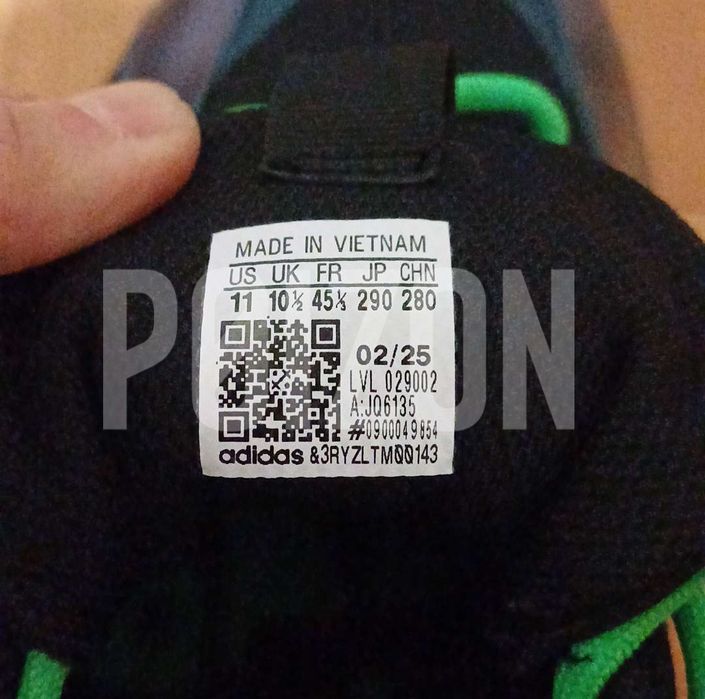 MADE IN VIETNAM
US UK FR JP CHN
11 10½ 45⅓ 290 280
02/25
LVL 029002
A:JQ6135
#0900049854
adidas &3RYZLTM00143
POIZON